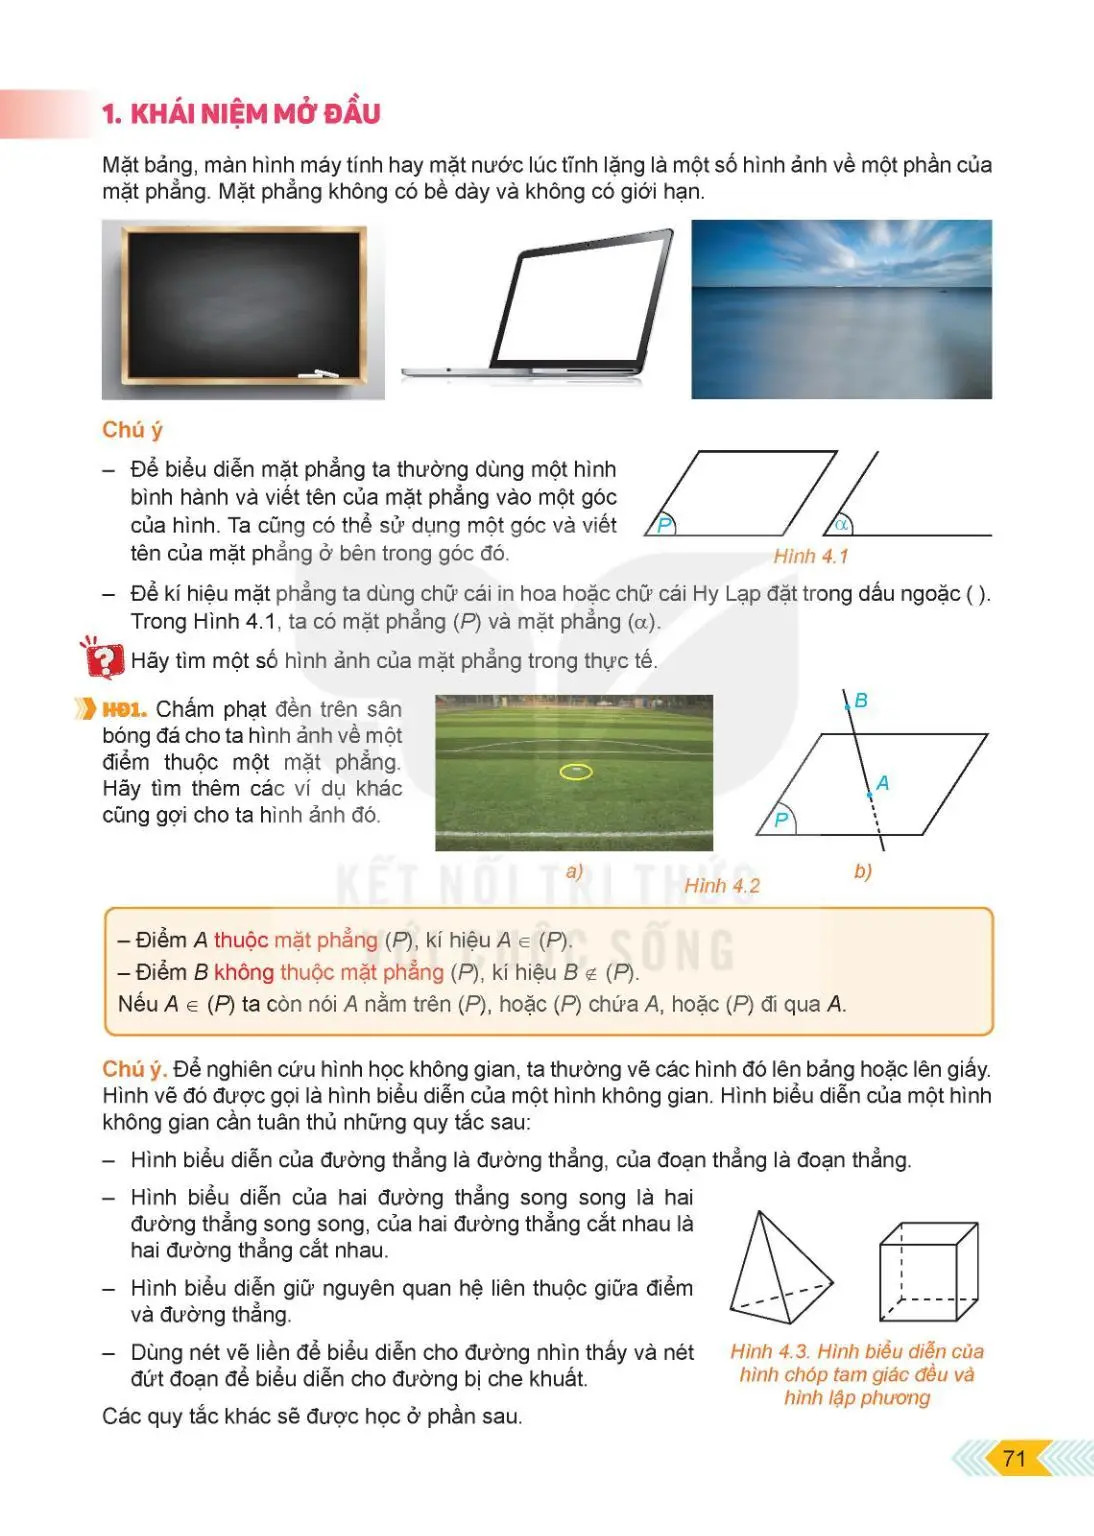 1. KHÁI NIỆM MỞ ĐẦU
Mặt bảng, màn hình máy tính hay mặt nước lúc tĩnh lặng là một số hình ảnh về một phần của
mặt phẳng. Mặt phẳng không có bề dày và không có giới hạn.
Chú ý
– Để biểu diễn mặt phẳng ta thường dùng một hình
bình hành và viết tên của mặt phẳng vào một góc
của hình. Ta cũng có thể sử dụng một góc và viết
tên của mặt phẳng ở bên trong góc đó.
P
α
Hình 4.1
– Để kí hiệu mặt phẳng ta dùng chữ cái in hoa hoặc chữ cái Hy Lạp đặt trong dấu ngoặc ( ).
Trong Hình 4.1, ta có mặt phẳng (P) và mặt phẳng (α).
? Hãy tìm một số hình ảnh của mặt phẳng trong thực tế.
HĐ1. Chấm phạt đền trên sân
bóng đá cho ta hình ảnh về một
điểm thuộc một mặt phẳng.
Hãy tìm thêm các ví dụ khác
cũng gợi cho ta hình ảnh đó.
B
A
P
a)
b)
Hình 4.2
KẾT NỐI TRI THỨC
VỚI CUỘC SỐNG
– Điểm A thuộc mặt phẳng (P), kí hiệu A ∈ (P).
– Điểm B không thuộc mặt phẳng (P), kí hiệu B ∉ (P).
Nếu A ∈ (P) ta còn nói A nằm trên (P), hoặc (P) chứa A, hoặc (P) đi qua A.
Chú ý. Để nghiên cứu hình học không gian, ta thường vẽ các hình đó lên bảng hoặc lên giấy.
Hình vẽ đó được gọi là hình biểu diễn của một hình không gian. Hình biểu diễn của một hình
không gian cần tuân thủ những quy tắc sau:
– Hình biểu diễn của đường thẳng là đường thẳng, của đoạn thẳng là đoạn thẳng.
– Hình biểu diễn của hai đường thẳng song song là hai
đường thẳng song song, của hai đường thẳng cắt nhau là
hai đường thẳng cắt nhau.
– Hình biểu diễn giữ nguyên quan hệ liên thuộc giữa điểm
và đường thẳng.
– Dùng nét vẽ liền để biểu diễn cho đường nhìn thấy và nét
đứt đoạn để biểu diễn cho đường bị che khuất.
Hình 4.3. Hình biểu diễn của
hình chóp tam giác đều và
hình lập phương
Các quy tắc khác sẽ được học ở phần sau.
71